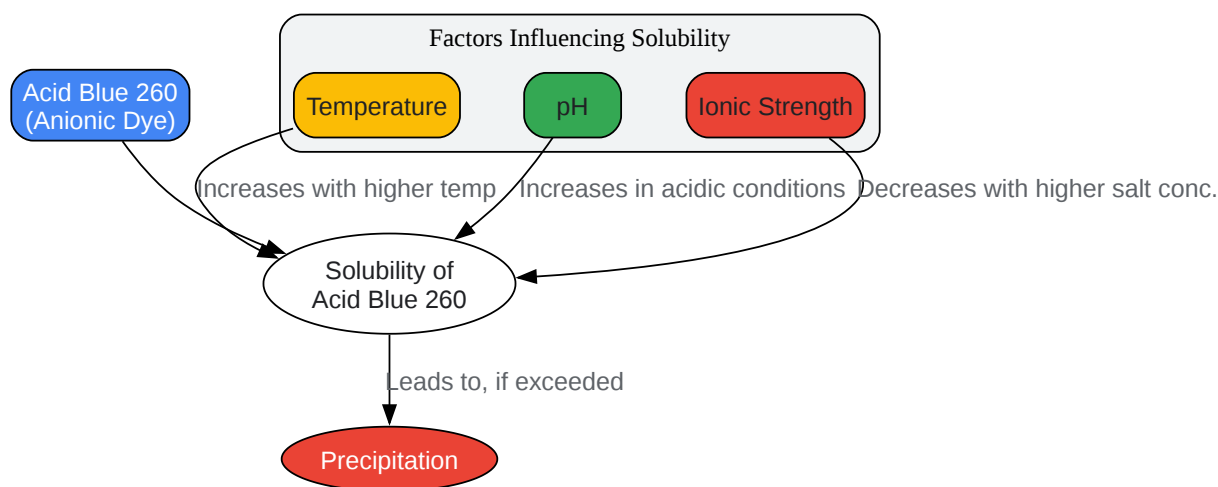 Factors Influencing Solubility
Acid Blue 260
(Anionic Dye)
Temperature
pH
Ionic Strength
Increases with higher temp.
Increases in acidic conditions
Decreases with higher salt conc.
Solubility of
Acid Blue 260
Leads to, if exceeded
Precipitation